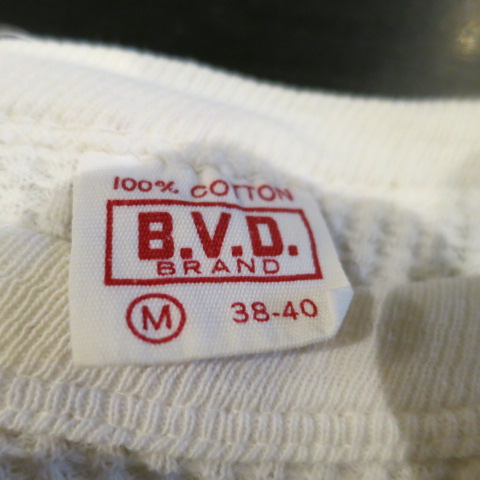 100% COTTON
B.V.D.
BRAND
M 38-40